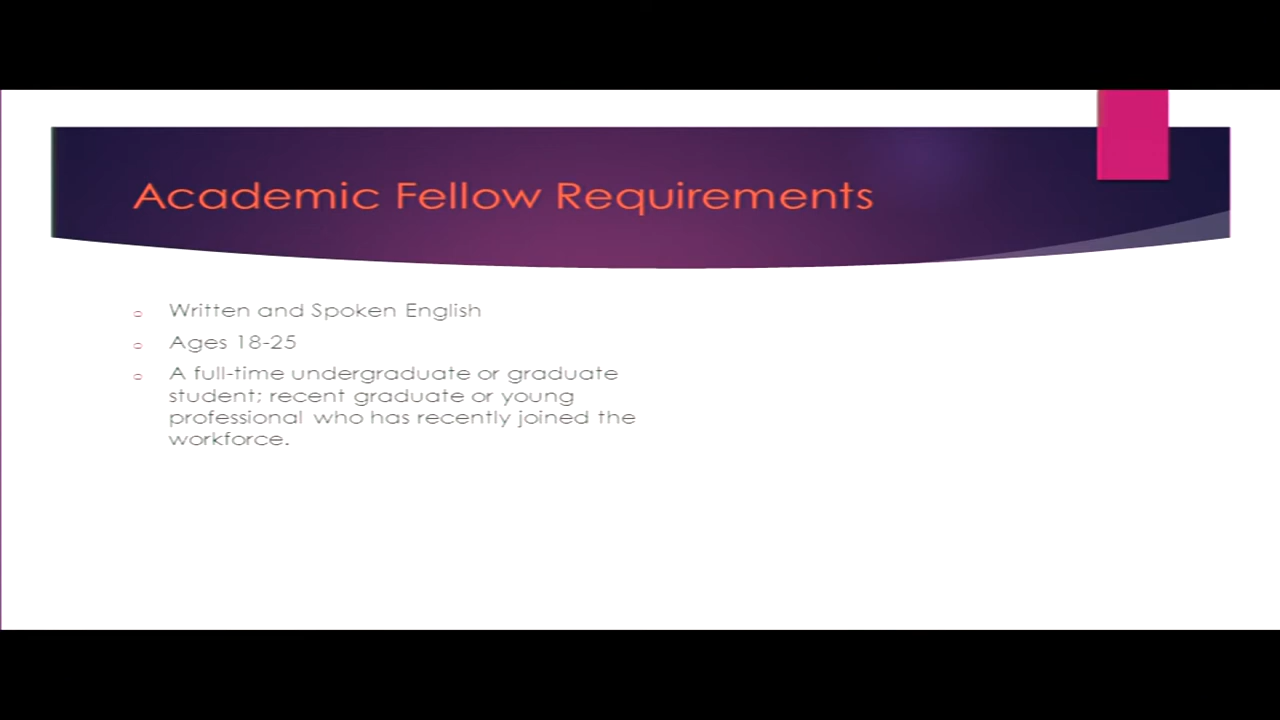 Academic Fellow Requirements
Written and Spoken English
Ages 18-25
A full-time undergraduate or graduate
student; recent graduate or young
professional who has recently joined the
workforce.